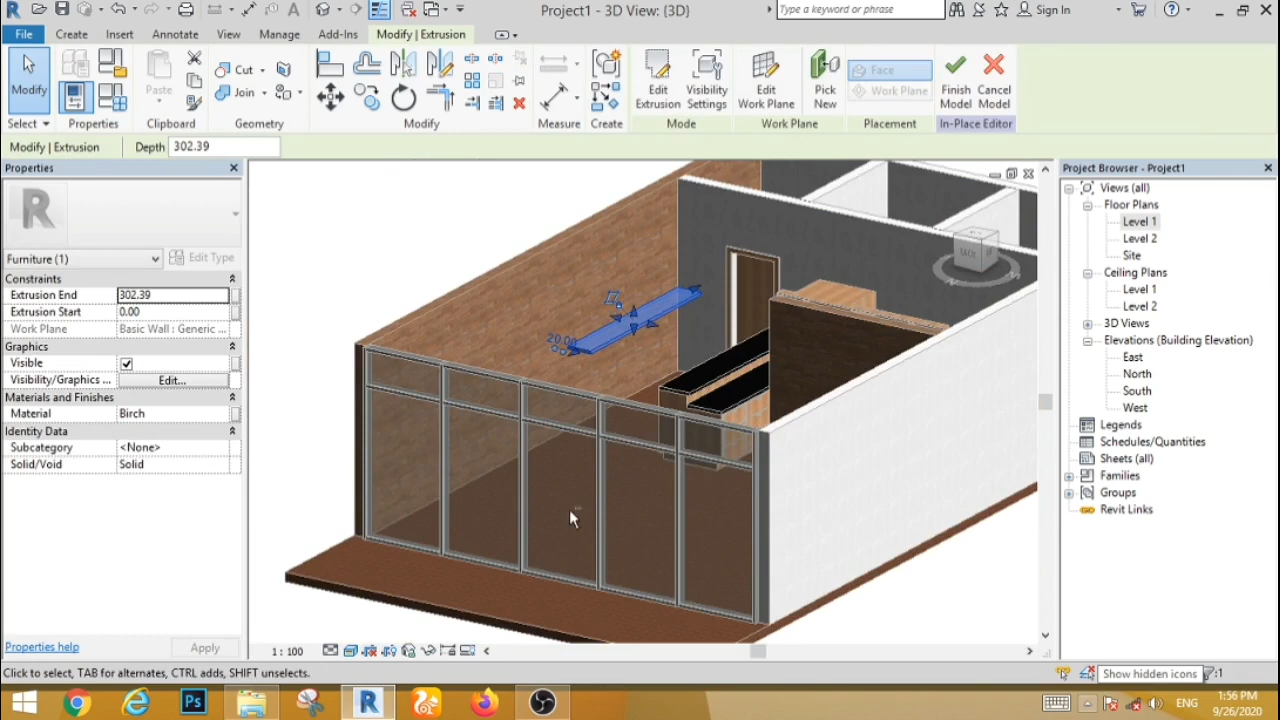 Project1 - 3D View: {3D}
Type a keyword or phrase
Sign In
File
Create
Insert
Annotate
View
Manage
Add-Ins
Modify | Extrusion
Modify
Paste
Cut
Join
Edit
Extrusion
Visibility
Settings
Edit
Work Plane
Pick
New
Face
Work Plane
Finish
Model
Cancel
Model
Select
Properties
Clipboard
Geometry
Modify
Measure
Create
Mode
Work Plane
Placement
In-Place Editor
Modify | Extrusion
Depth
302.39
Properties
Furniture (1)
Edit Type
Constraints
Extrusion End 302.39
Extrusion Start 0.00
Work Plane Basic Wall : Generic ...
Graphics
Visible
Visibility/Graphics ... Edit...
Materials and Finishes
Material Birch
Identity Data
Subcategory <None>
Solid/Void Solid
Properties help
Apply
BACK
1 : 100
Project Browser - Project1
Views (all)
Floor Plans
Level 1
Level 2
Site
Ceiling Plans
Level 1
Level 2
3D Views
Elevations (Building Elevation)
East
North
South
West
Legends
Schedules/Quantities
Sheets (all)
Families
Groups
Revit Links
Click to select, TAB for alternates, CTRL adds, SHIFT unselects.
Show hidden icons
:1
Ps
R
ENG
1:56 PM
9/26/2020